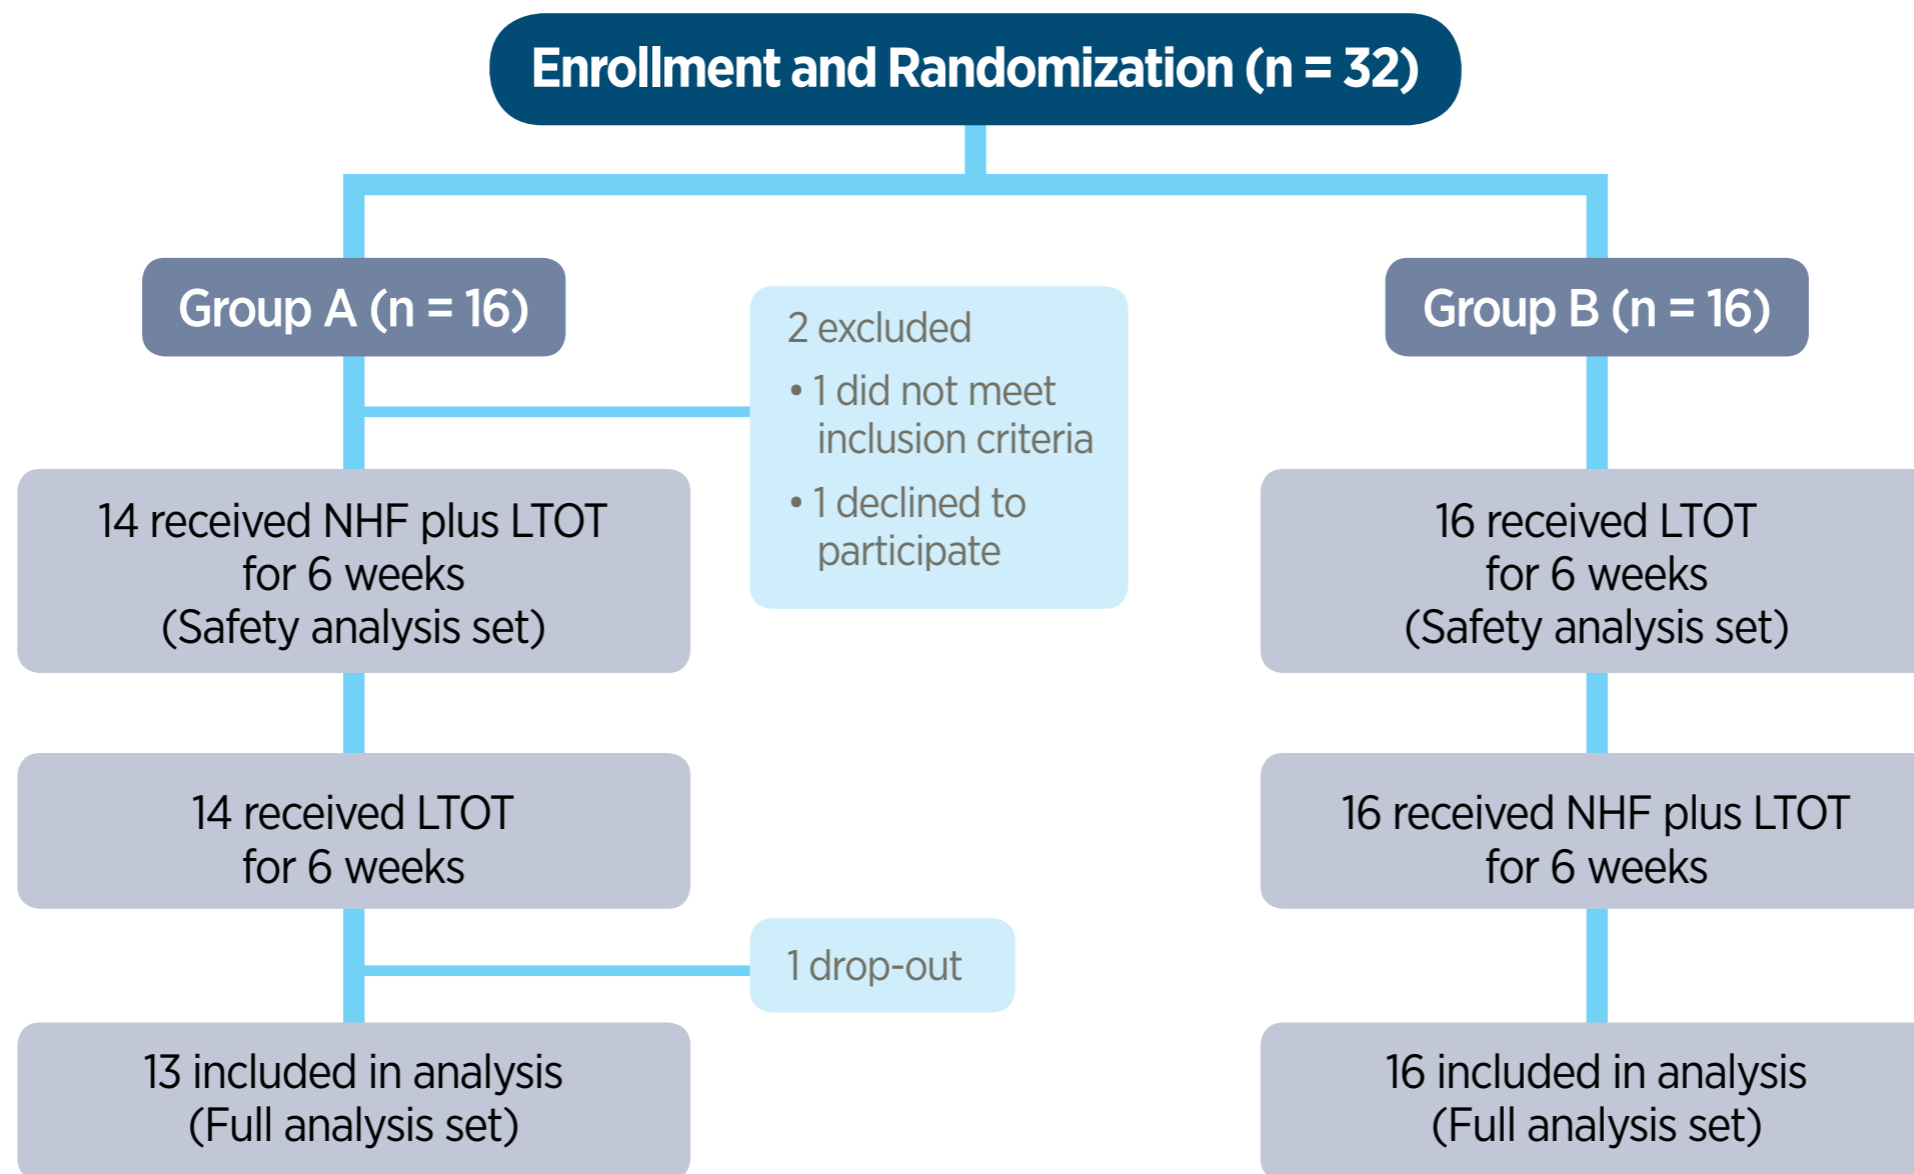 Enrollment and Randomization (n = 32)
Group A (n = 16)
2 excluded
• 1 did not meet
inclusion criteria
• 1 declined to
participate
Group B (n = 16)
14 received NHF plus LTOT
for 6 weeks
(Safety analysis set)
16 received LTOT
for 6 weeks
(Safety analysis set)
14 received LTOT
for 6 weeks
16 received NHF plus LTOT
for 6 weeks
1 drop-out
13 included in analysis
(Full analysis set)
16 included in analysis
(Full analysis set)